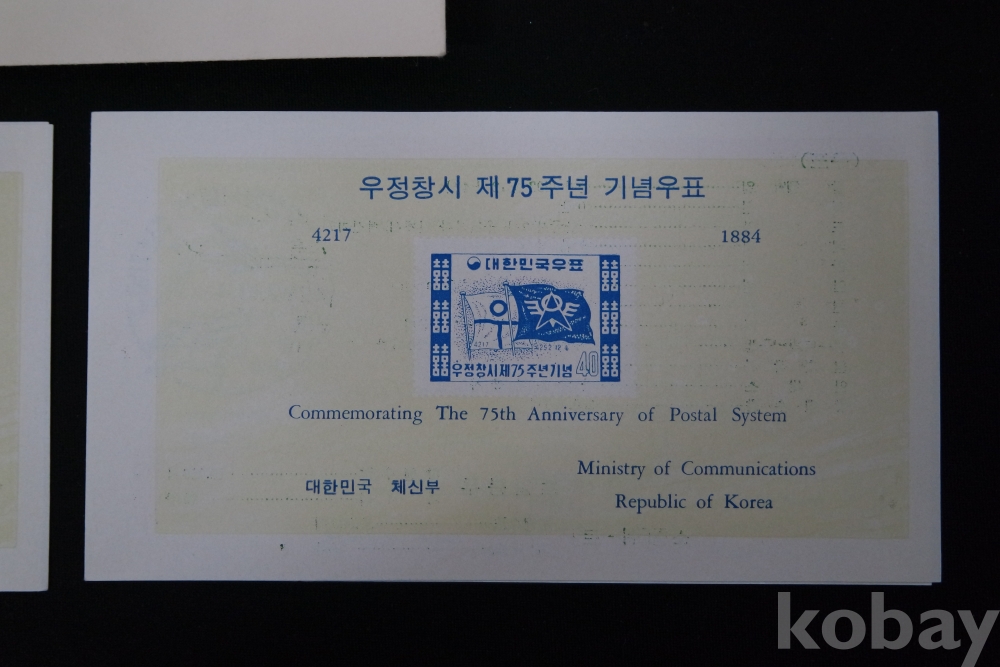 우정창시 제75주년 기념우표
4217
1884
대한민국우표
우
4217
우정창시제75주년기념 40
Commemorating The 75th Anniversary of Postal System
대한민국 체신부
Ministry of Communications
Republic of Korea
kobay